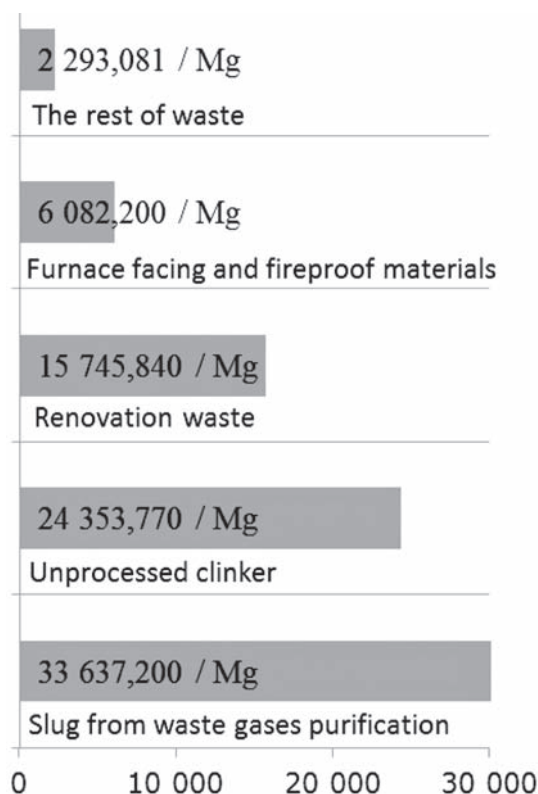 2 293,081 / Mg
The rest of waste
6 082,200 / Mg
Furnace facing and fireproof materials
15 745,840 / Mg
Renovation waste
24 353,770 / Mg
Unprocessed clinker
33 637,200 / Mg
Slug from waste gases purification
0 10 000 20 000 30 000